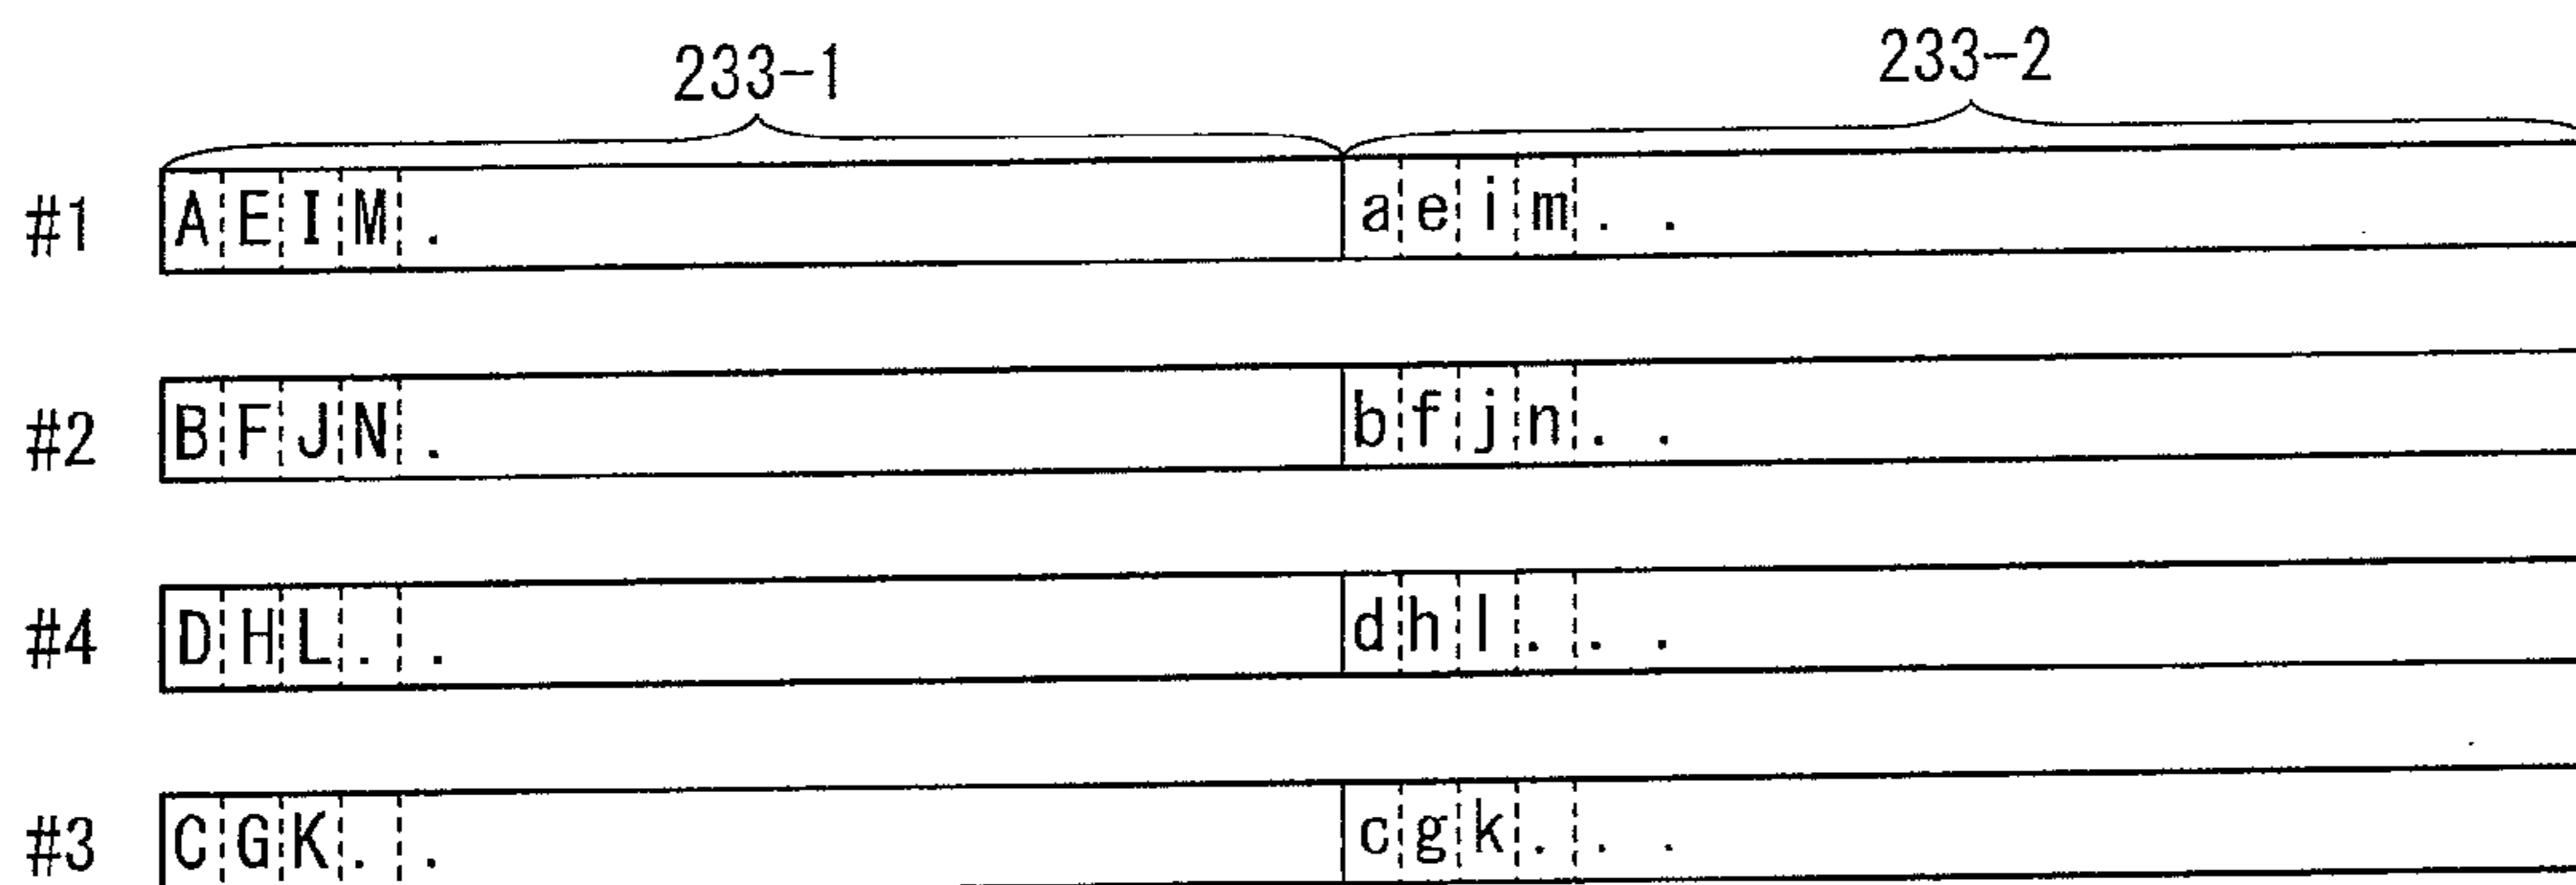 233-1 233-2
#1 A E I M . a e i m . .
#2 B F J N . b f j n . .
#4 D H L . . d h l . . .
#3 C G K . . c g k . . .